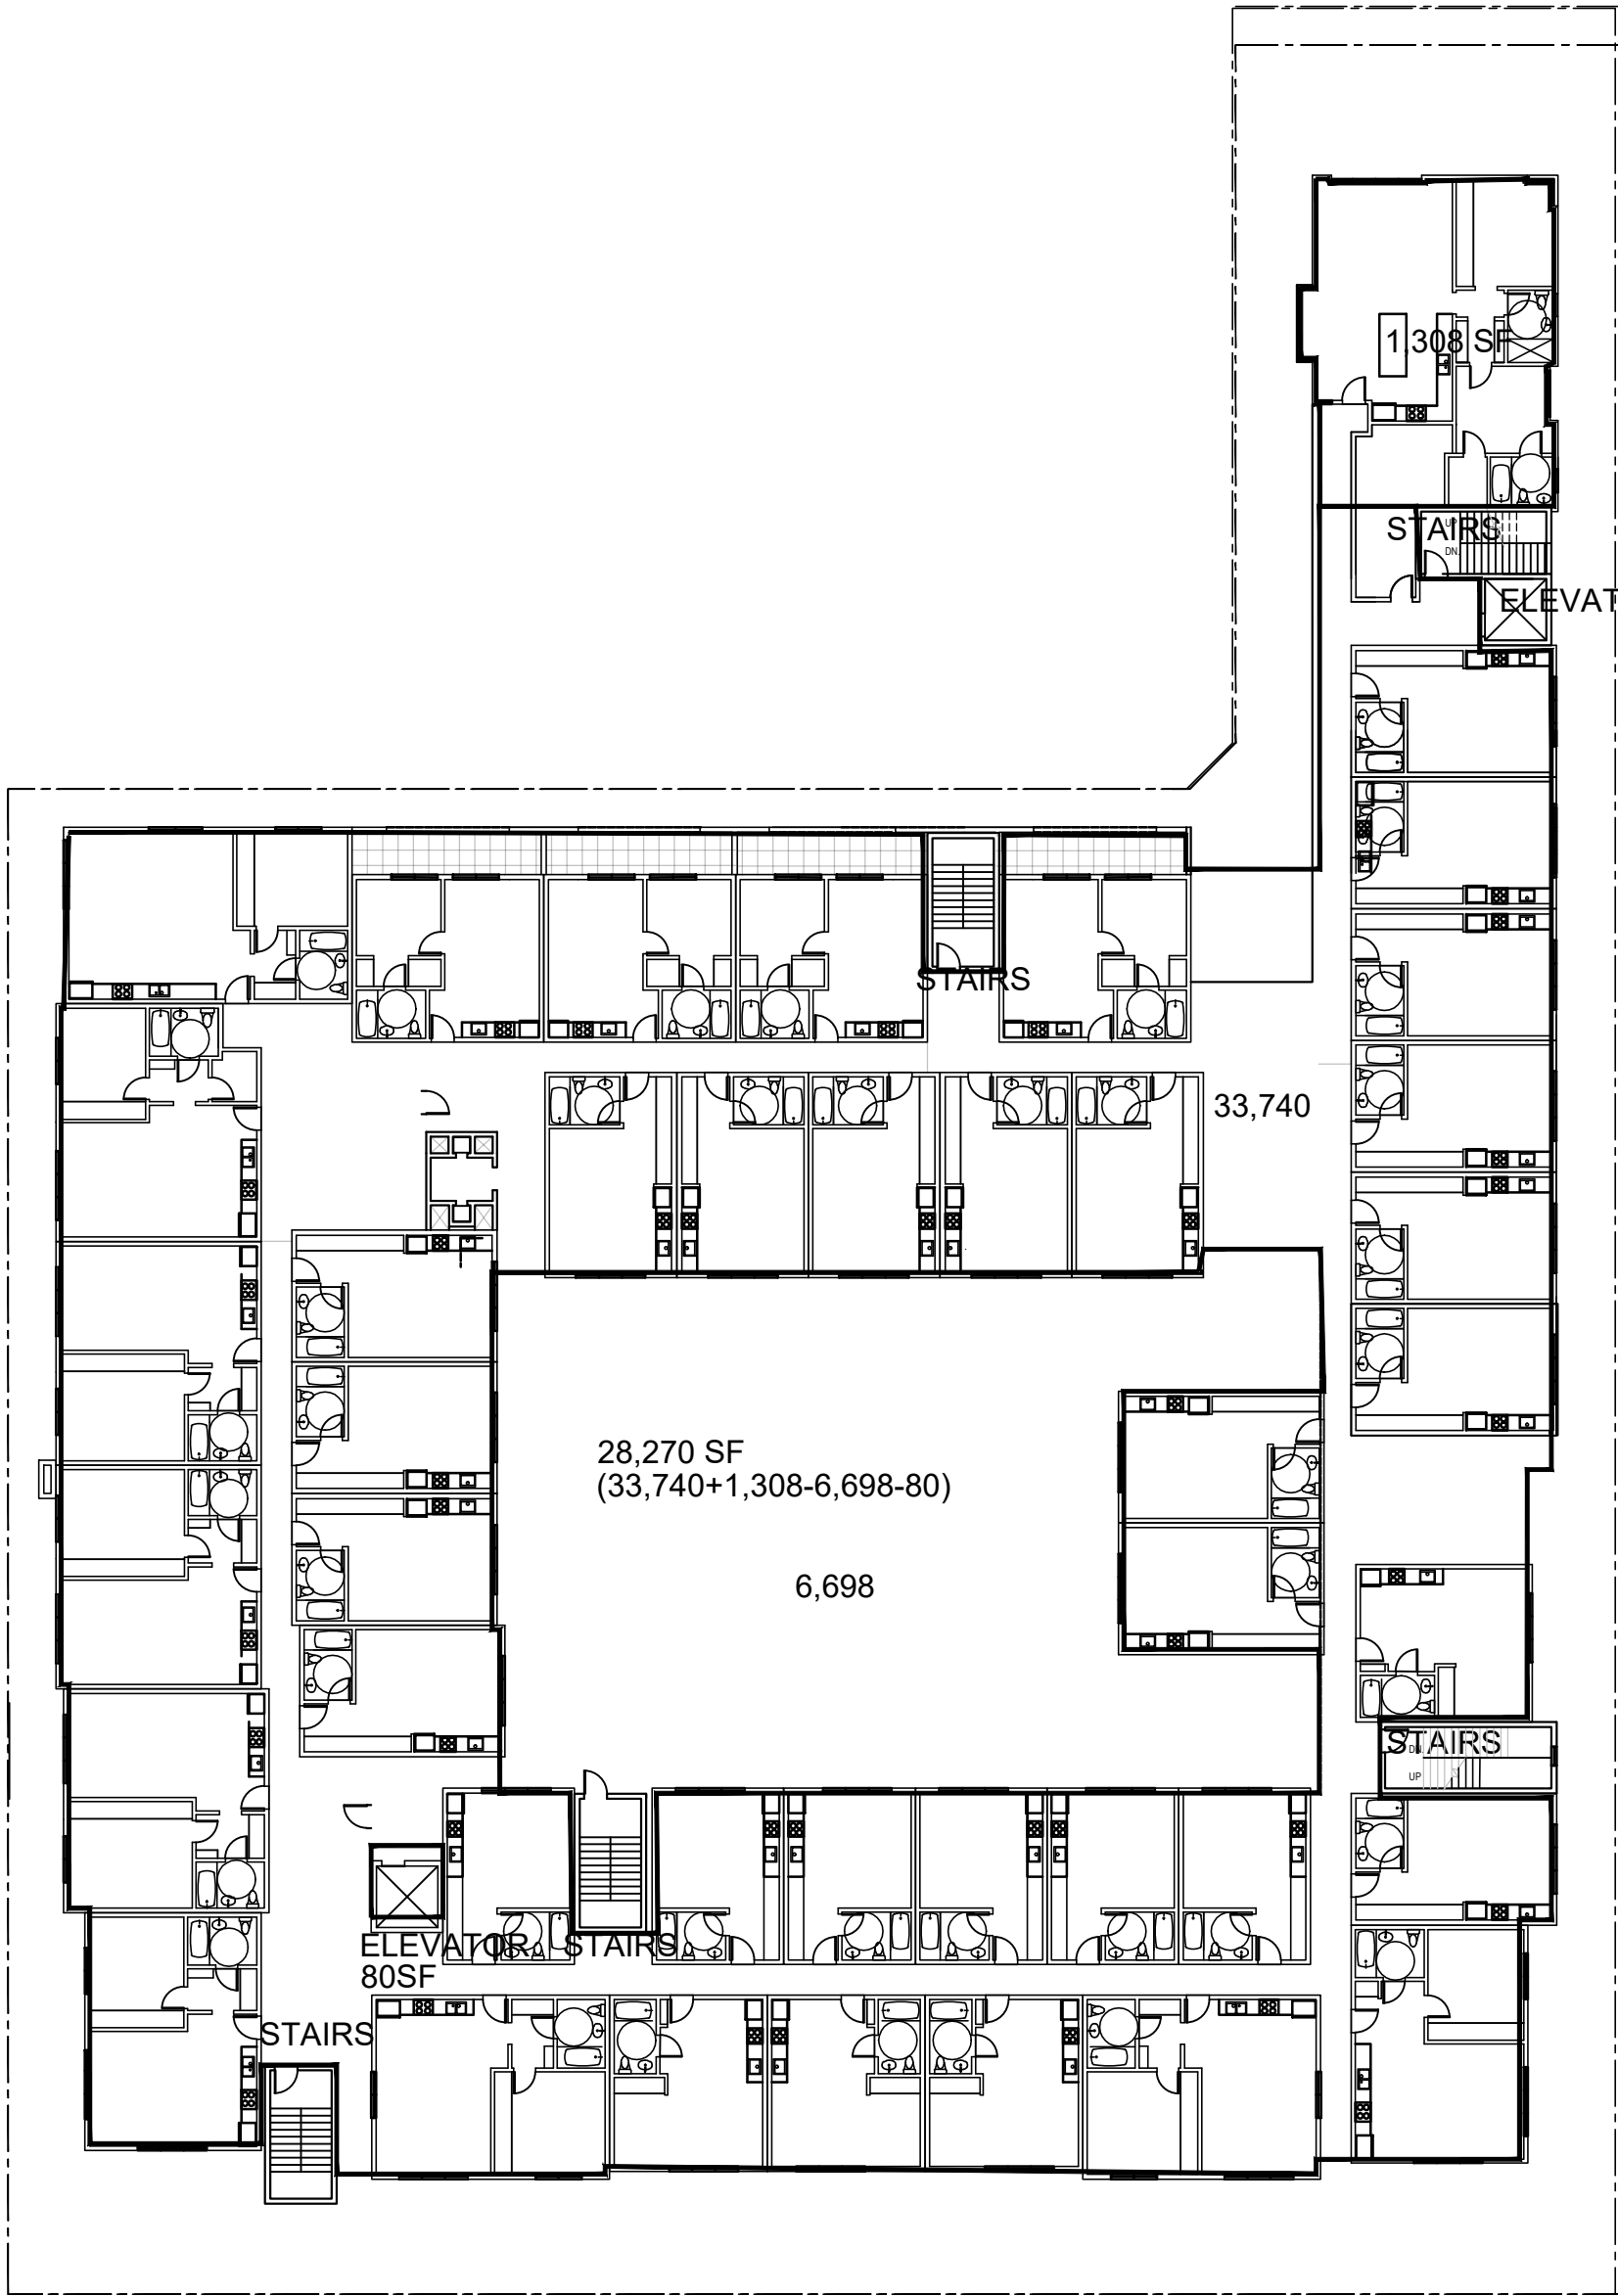 1,308 SF
STAIRS
UP
DN.
ELEVAT
STAIRS
33,740
28,270 SF
(33,740+1,308-6,698-80)
6,698
STAIRS
DN.
UP
ELEVATOR
80SF
STAIRS
STAIRS